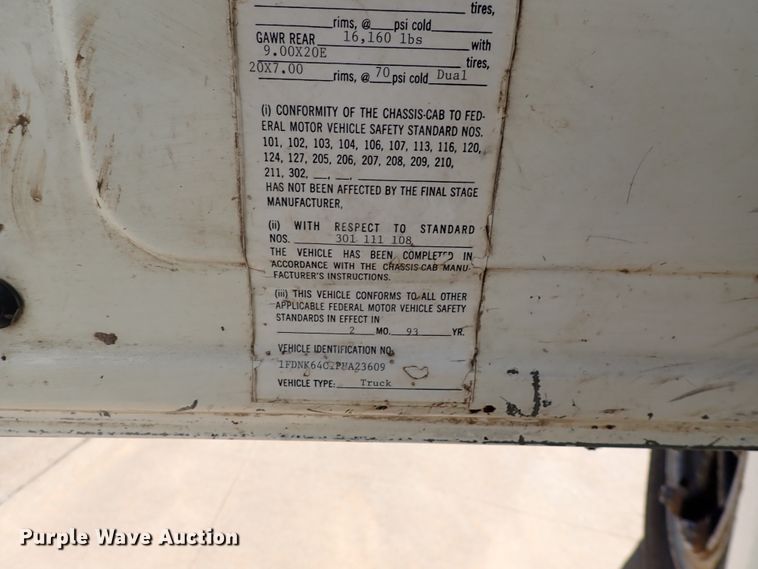 tires,
rims, @ psi cold
GAWR REAR 16,160 lbs with
9.00X20E tires,
20X7.00 rims, @ 70 psi cold Dual
(i) CONFORMITY OF THE CHASSIS-CAB TO FED-
ERAL MOTOR VEHICLE SAFETY STANDARD NOS.
101, 102, 103, 104, 106, 107, 113, 116, 120,
124, 127, 205, 206, 207, 208, 209, 210,
211, 302,
HAS NOT BEEN AFFECTED BY THE FINAL STAGE
MANUFACTURER,
(ii) WITH RESPECT TO STANDARD
NOS. 301 111 108
THE VEHICLE HAS BEEN COMPLETED IN
ACCORDANCE WITH THE CHASSIS-CAB MANU-
FACTURER'S INSTRUCTIONS.
(iii) THIS VEHICLE CONFORMS TO ALL OTHER
APPLICABLE FEDERAL MOTOR VEHICLE SAFETY
STANDARDS IN EFFECT IN
2 MO. 93 YR.
VEHICLE IDENTIFICATION NO.
VEHICLE TYPE: Truck
Purple Wave Auction